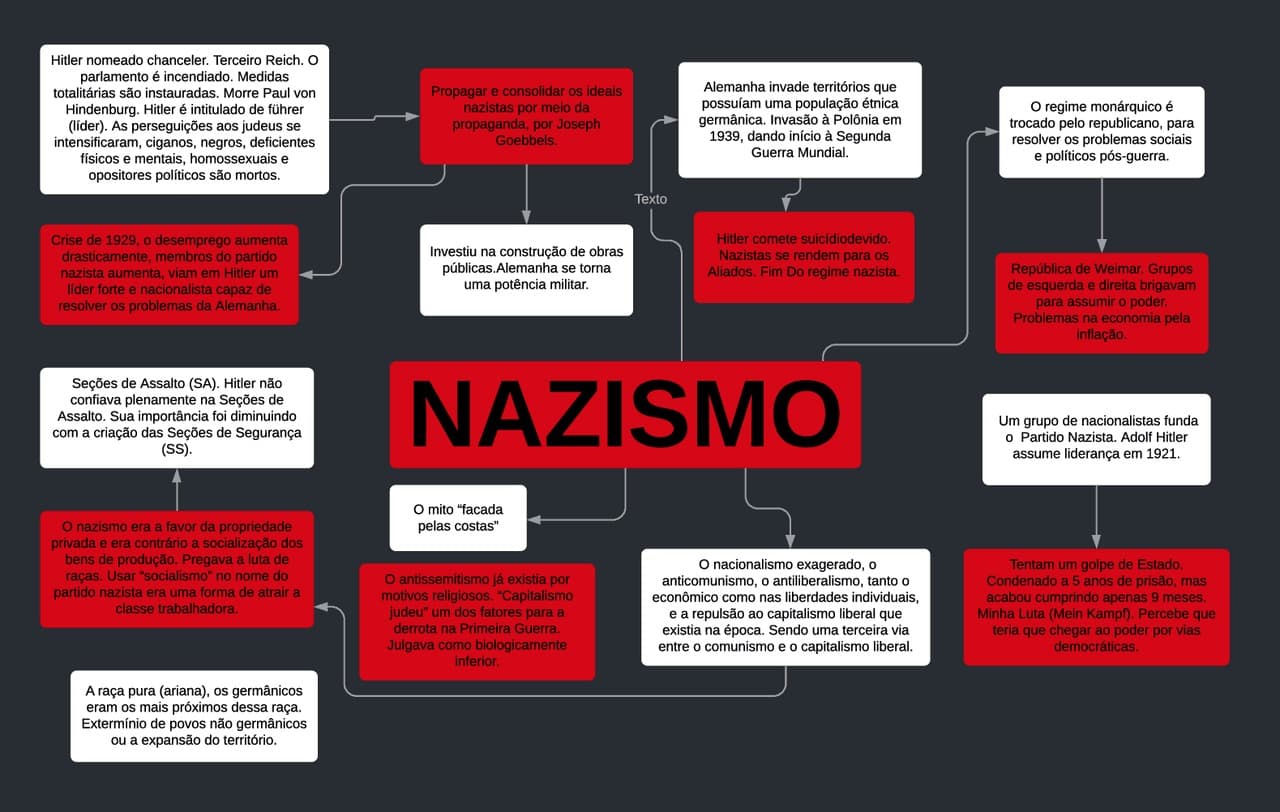 Hitler nomeado chanceler. Terceiro Reich. O
parlamento é incendiado. Medidas
totalitárias são instauradas. Morre Paul von
Hindenburg. Hitler é intitulado de führer
(líder). As perseguições aos judeus se
intensificaram, ciganos, negros, deficientes
físicos e mentais, homossexuais e
opositores políticos são mortos.
Propagar e consolidar os ideais
nazistas por meio da
propaganda, por Joseph
Goebbels.
Alemanha invade territórios que
possuíam uma população étnica
germânica. Invasão à Polônia em
1939, dando início à Segunda
Guerra Mundial.
O regime monárquico é
trocado pelo republicano, para
resolver os problemas sociais
e políticos pós-guerra.
Texto
Crise de 1929, o desemprego aumenta
drasticamente, membros do partido
nazista aumenta, viam em Hitler um
líder forte e nacionalista capaz de
resolver os problemas da Alemanha.
Investiu na construção de obras
públicas.Alemanha se torna
uma potência militar.
Hitler comete suicídiodevido.
Nazistas se rendem para os
Aliados. Fim Do regime nazista.
República de Weimar. Grupos
de esquerda e direita brigavam
para assumir o poder.
Problemas na economia pela
inflação.
Seções de Assalto (SA). Hitler não
confiava plenamente na Seções de
Assalto. Sua importância foi diminuindo
com a criação das Seções de Segurança
(SS).
NAZISMO
Um grupo de nacionalistas funda
o  Partido Nazista. Adolf Hitler
assume liderança em 1921.
O mito “facada
pelas costas”
O nazismo era a favor da propriedade
privada e era contrário a socialização dos
bens de produção. Pregava a luta de
raças. Usar “socialismo” no nome do
partido nazista era uma forma de atrair a
classe trabalhadora.
O antissemitismo já existia por
motivos religiosos. “Capitalismo
judeu” um dos fatores para a
derrota na Primeira Guerra.
Julgava como biologicamente
inferior.
O nacionalismo exagerado, o
anticomunismo, o antiliberalismo, tanto o
econômico como nas liberdades individuais,
e a repulsão ao capitalismo liberal que
existia na época. Sendo uma terceira via
entre o comunismo e o capitalismo liberal.
Tentam um golpe de Estado.
Condenado a 5 anos de prisão, mas
acabou cumprindo apenas 9 meses.
Minha Luta (Mein Kampf). Percebe que
teria que chegar ao poder por vias
democráticas.
A raça pura (ariana), os germânicos
eram os mais próximos dessa raça.
Extermínio de povos não germânicos
ou a expansão do território.